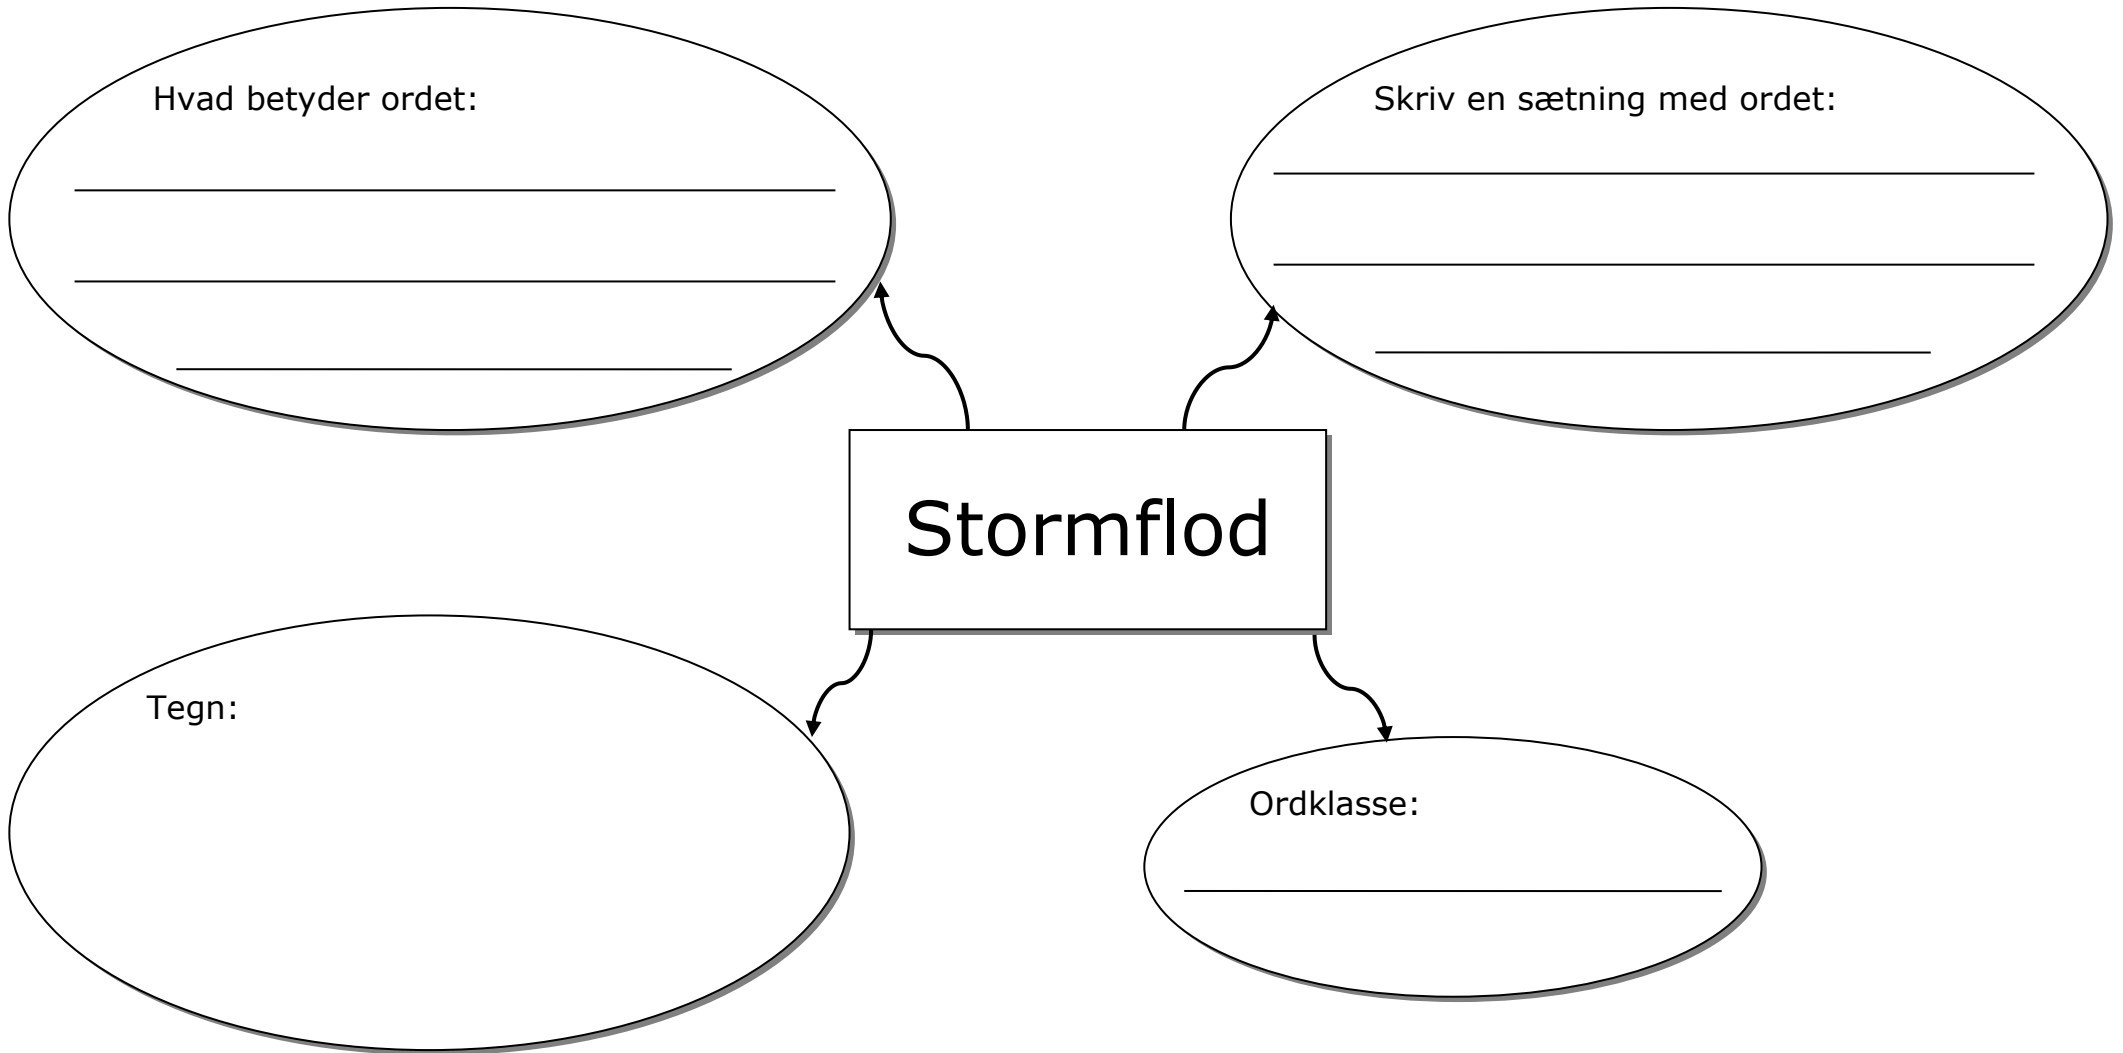 Hvad betyder ordet:
Skriv en sætning med ordet:
Stormflod
Tegn:
Ordklasse: